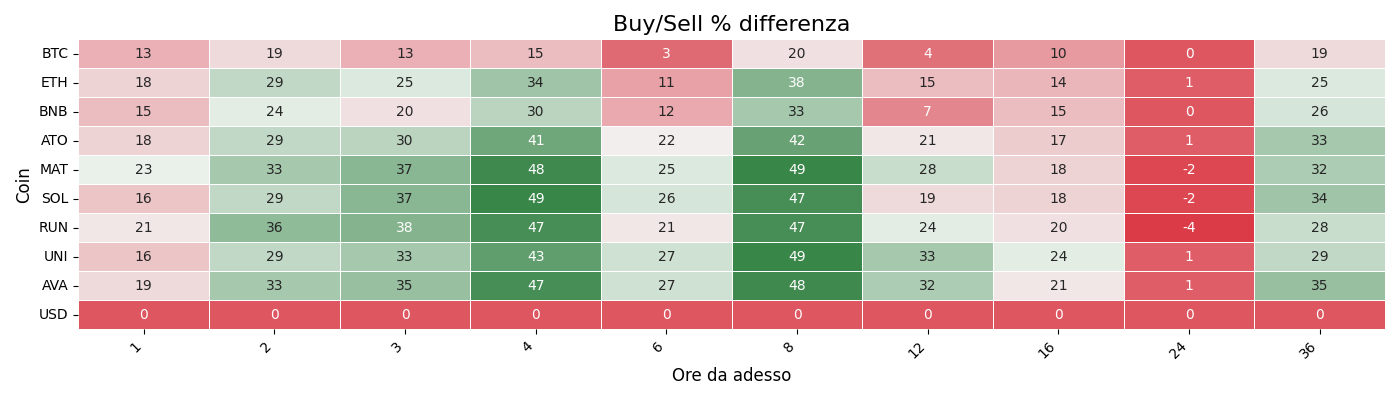 Buy/Sell % differenza
Coin
BTC 13 19 13 15 3 20 4 10 0 19
ETH 18 29 25 34 11 38 15 14 1 25
BNB 15 24 20 30 12 33 7 15 0 26
ATO 18 29 30 41 22 42 21 17 1 33
MAT 23 33 37 48 25 49 28 18 -2 32
SOL 16 29 37 49 26 47 19 18 -2 34
RUN 21 36 38 47 21 47 24 20 -4 28
UNI 16 29 33 43 27 49 33 24 1 29
AVA 19 33 35 47 27 48 32 21 1 35
USD 0 0 0 0 0 0 0 0 0 0
1 2 3 4 6 8 12 16 24 36
Ore da adesso